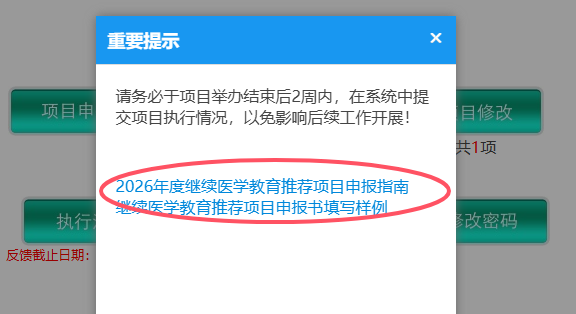 重要提示
×
请务必于项目举办结束后2周内，在系统中提
交项目执行情况，以免影响后续工作开展！
项目申
项目修改
共1项
2026年度继续医学教育推荐项目申报指南
继续医学教育推荐项目申报书填写样例
执行
修改密码
反馈截止日期：